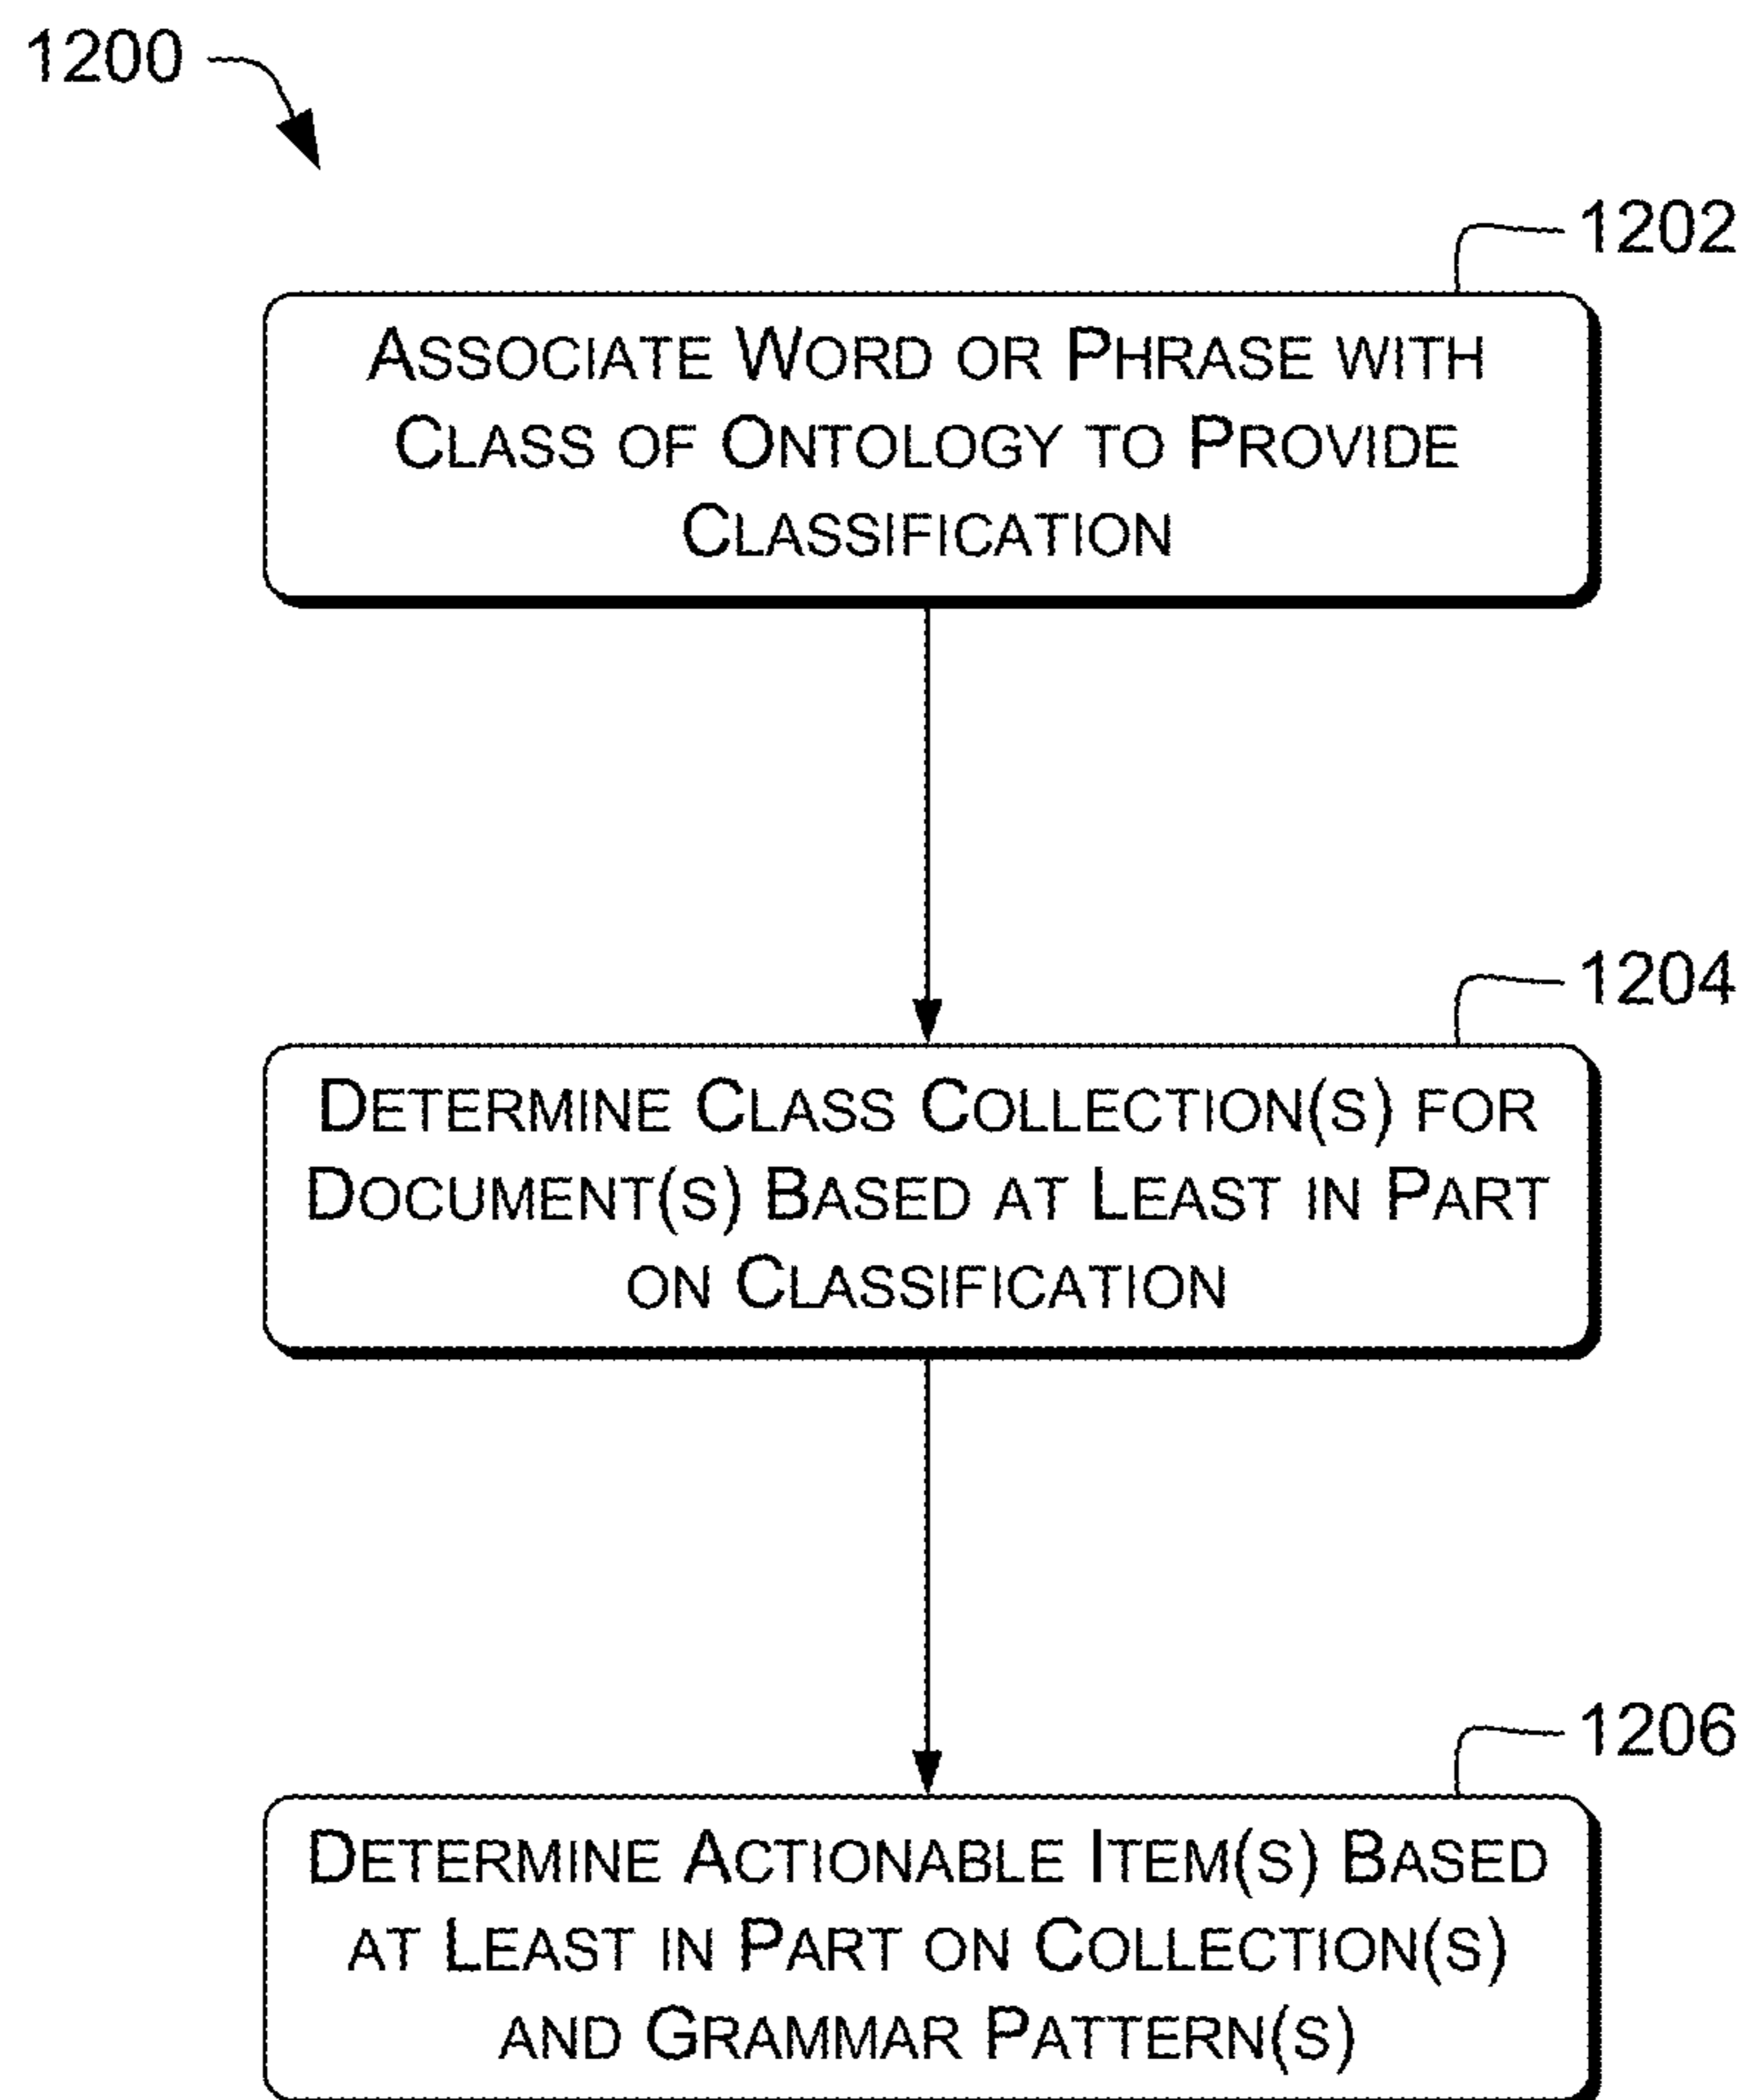 1200
1202
ASSOCIATE WORD OR PHRASE WITH
CLASS OF ONTOLOGY TO PROVIDE
CLASSIFICATION
1204
DETERMINE CLASS COLLECTION(S) FOR
DOCUMENT(S) BASED AT LEAST IN PART
ON CLASSIFICATION
1206
DETERMINE ACTIONABLE ITEM(S) BASED
AT LEAST IN PART ON COLLECTION(S)
AND GRAMMAR PATTERN(S)